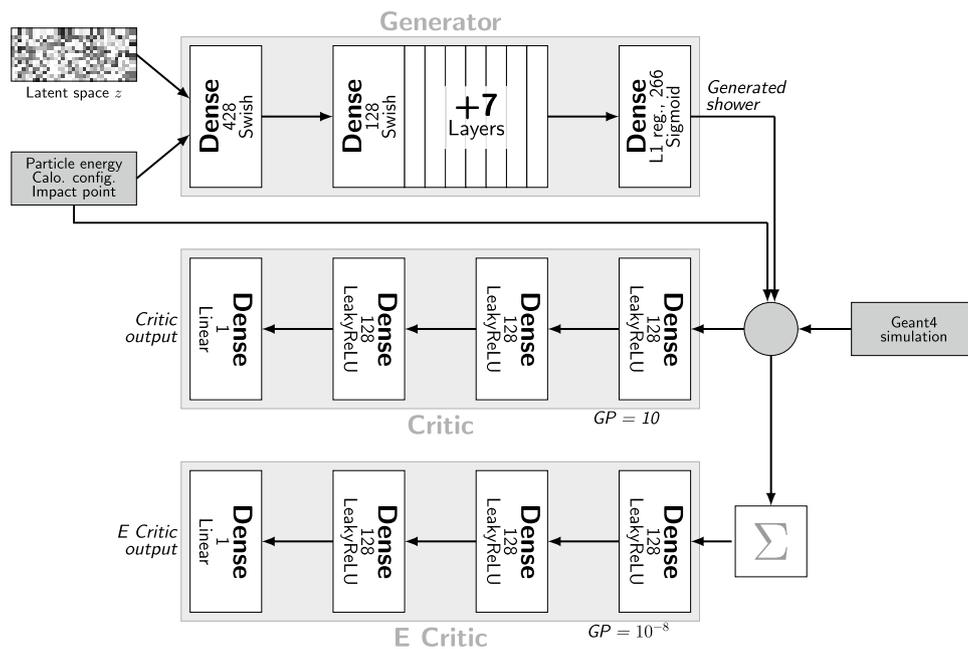 Generator
Latent space z
Particle energy
Calo. config.
Impact point
Dense
428
Swish
Dense
128
Swish
+7
Layers
Dense
L1 reg., 266
Sigmoid
Generated
shower
Critic
output
Dense
1
Linear
Dense
128
LeakyReLU
Dense
128
LeakyReLU
Dense
128
LeakyReLU
Geant4
simulation
Critic
GP = 10
E Critic
output
Dense
1
Linear
Dense
128
LeakyReLU
Dense
128
LeakyReLU
Dense
128
LeakyReLU
Σ
E Critic
GP = 10⁻⁸